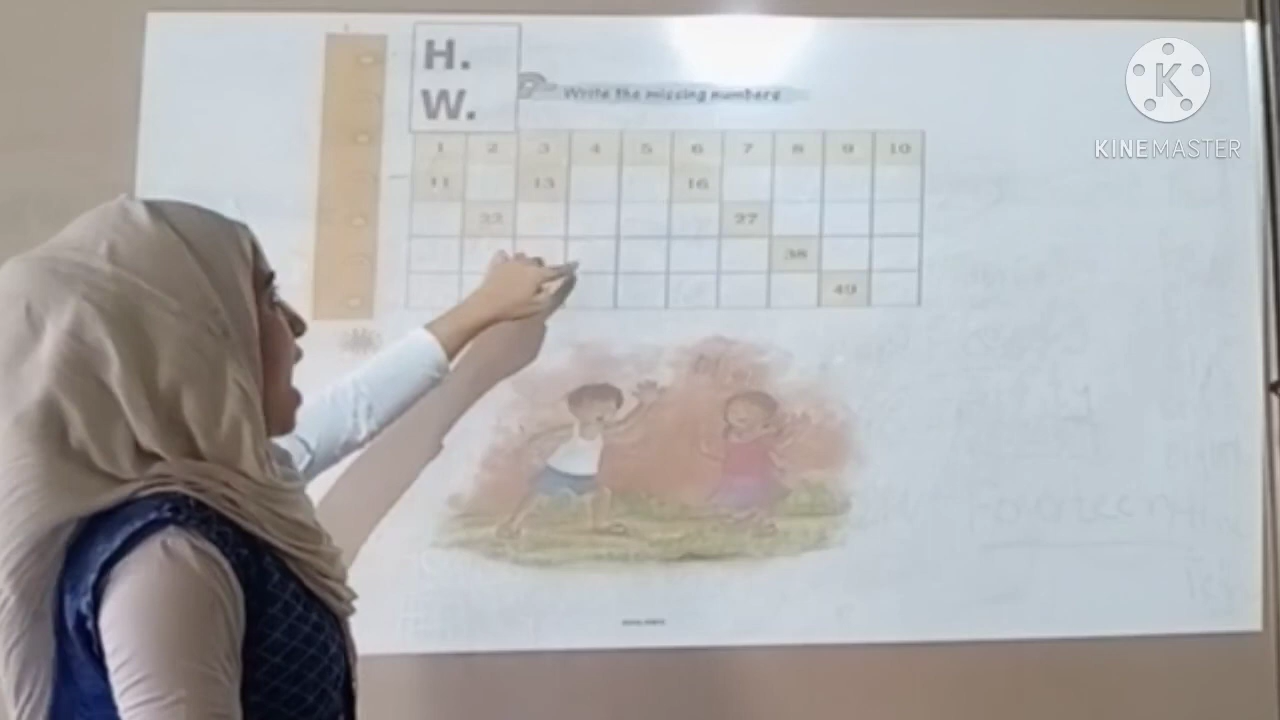 H.
W.
Write the missing numbers
1 2 3 4 5 6 7 8 9 10
11 13 16
22 27
38
49
K
KINEMASTER